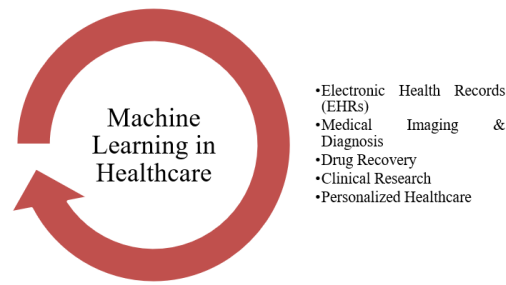 Machine
Learning in
Healthcare
•Electronic Health Records
(EHRs)
•Medical Imaging &
Diagnosis
•Drug Recovery
•Clinical Research
•Personalized Healthcare